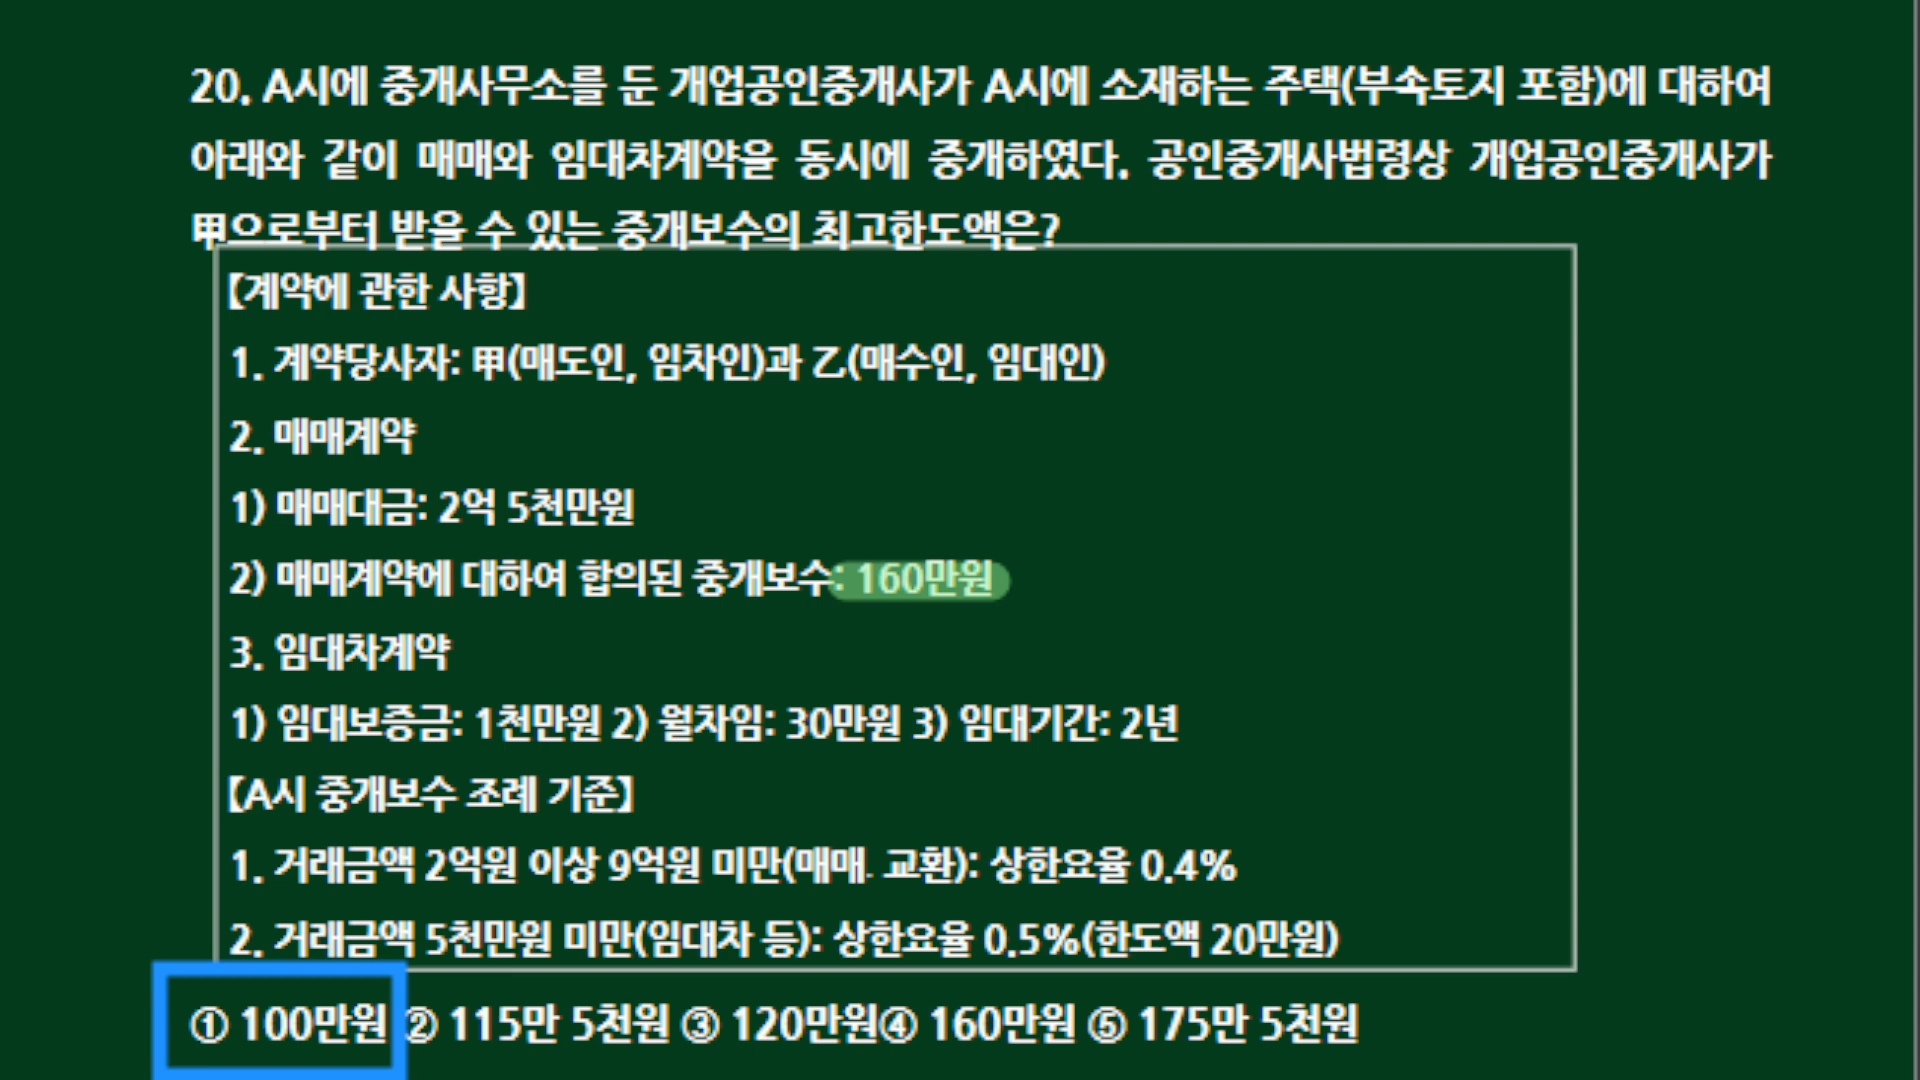 20. A시에 중개사무소를 둔 개업공인중개사가 A시에 소재하는 주택(부속토지 포함)에 대하여
아래와 같이 매매와 임대차계약을 동시에 중개하였다. 공인중개사법령상 개업공인중개사가
甲으로부터 받을 수 있는 중개보수의 최고한도액은?
【계약에 관한 사항】
1. 계약당사자: 甲(매도인, 임차인)과 乙(매수인, 임대인)
2. 매매계약
1) 매매대금: 2억 5천만원
2) 매매계약에 대하여 합의된 중개보수: 160만원
3. 임대차계약
1) 임대보증금: 1천만원 2) 월차임: 30만원 3) 임대기간: 2년
【A시 중개보수 조례 기준】
1. 거래금액 2억원 이상 9억원 미만(매매. 교환): 상한요율 0.4%
2. 거래금액 5천만원 미만(임대차 등): 상한요율 0.5%(한도액 20만원)
① 100만원 ② 115만 5천원 ③ 120만원④ 160만원 ⑤ 175만 5천원